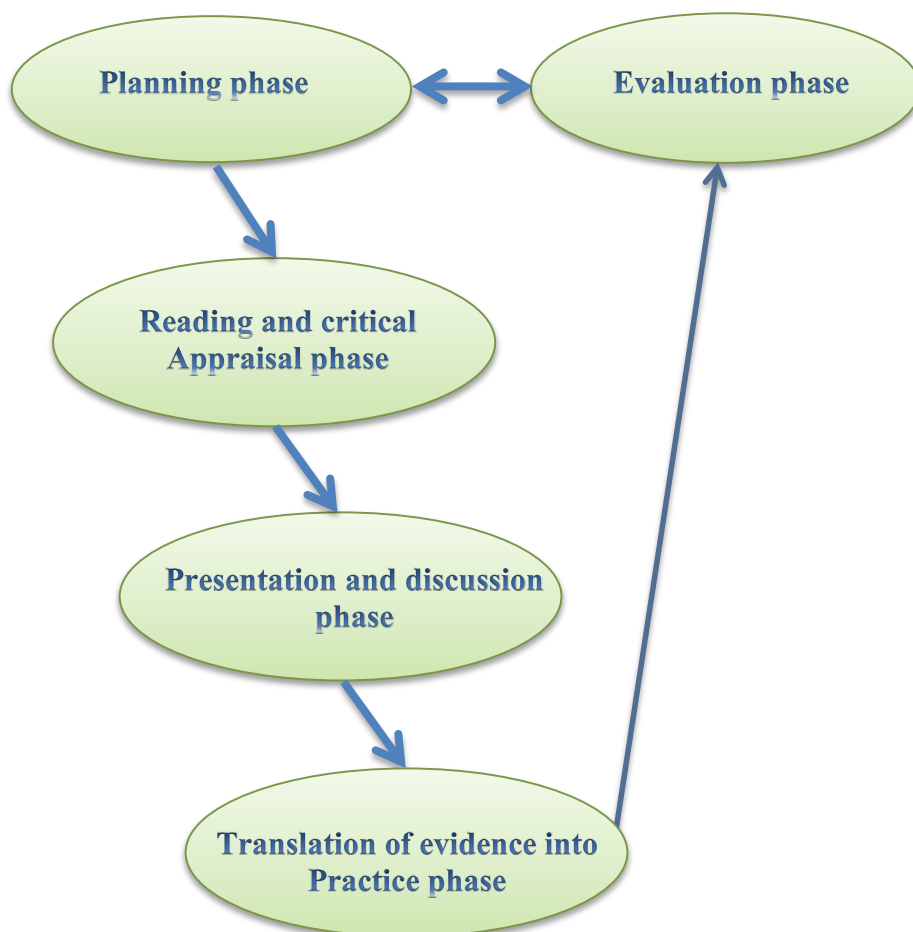 Planning phase
Evaluation phase
Reading and critical
Appraisal phase
Presentation and discussion
phase
Translation of evidence into
Practice phase